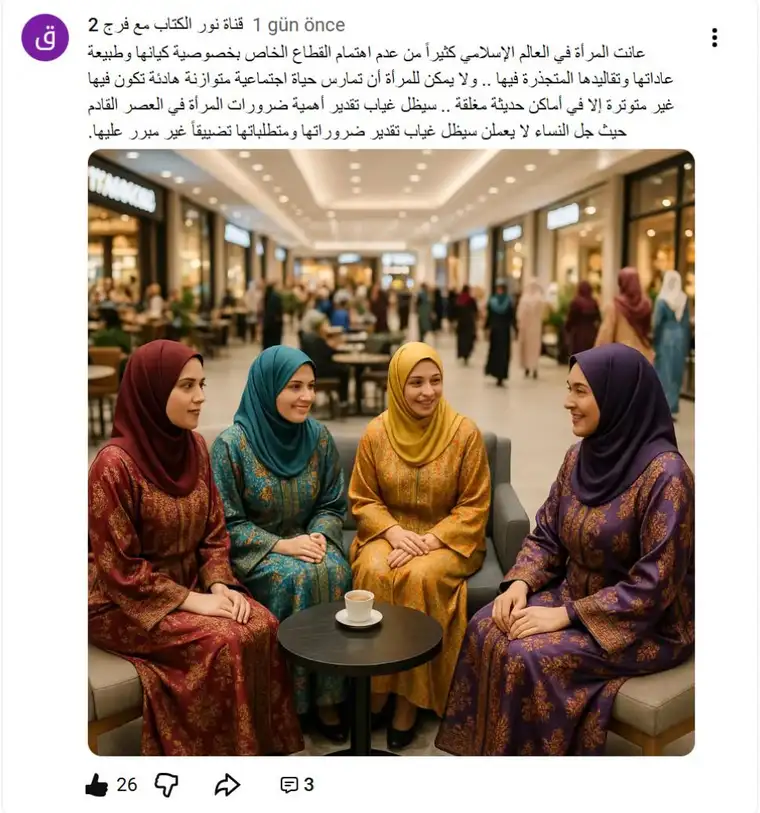 قناة نور الكتاب مع فرج 2 1 gün önce
ق
عانت المرأة في العالم الإسلامي كثيراً من عدم اهتمام القطاع الخاص بخصوصية كيانها وطبيعة
عاداتها وتقاليدها المتجذرة فيها .. ولا يمكن للمرأة أن تمارس حياة اجتماعية متوازنة هادئة تكون فيها
غير متوترة إلا في أماكن حديثة مغلقة .. سيظل غياب تقدير أهمية ضرورات المرأة في العصر القادم
حيث جل النساء لا يعملن سيظل غياب تقدير ضروراتها ومتطلباتها تضييقاً غير مبرر عليها.
26
3